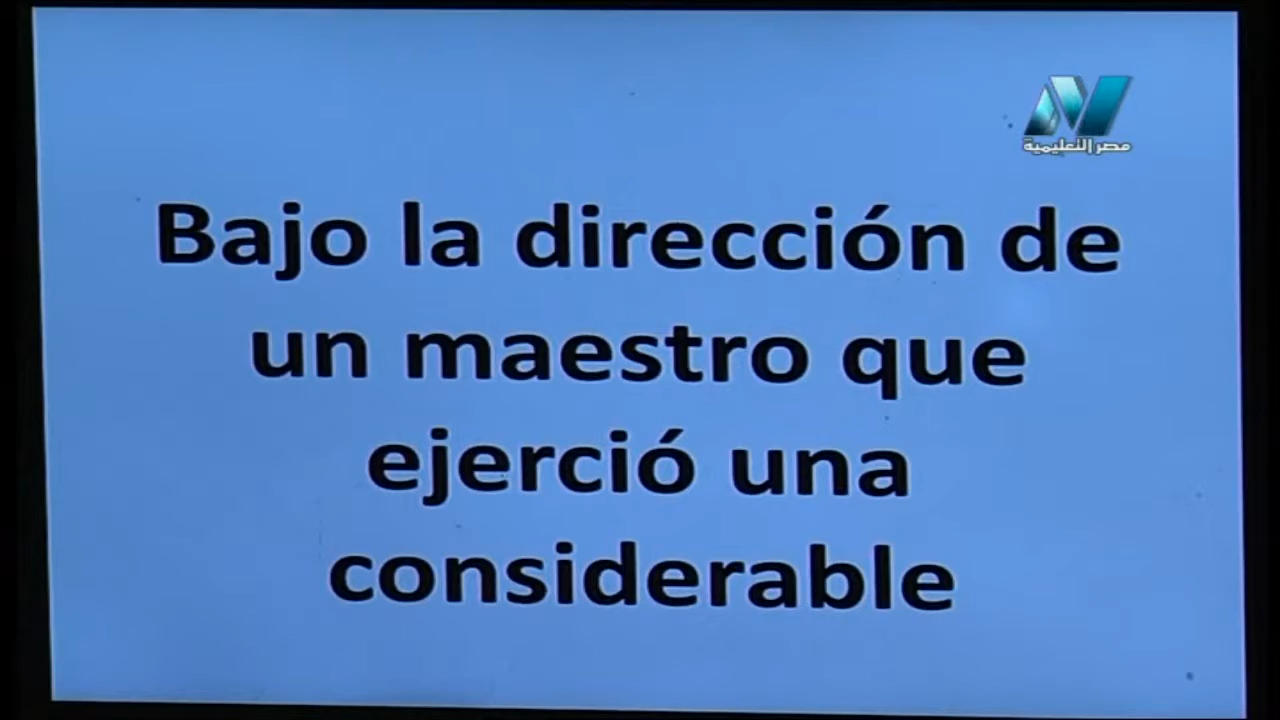 مصر التعليمية
Bajo la dirección de
un maestro que
ejerció una
considerable